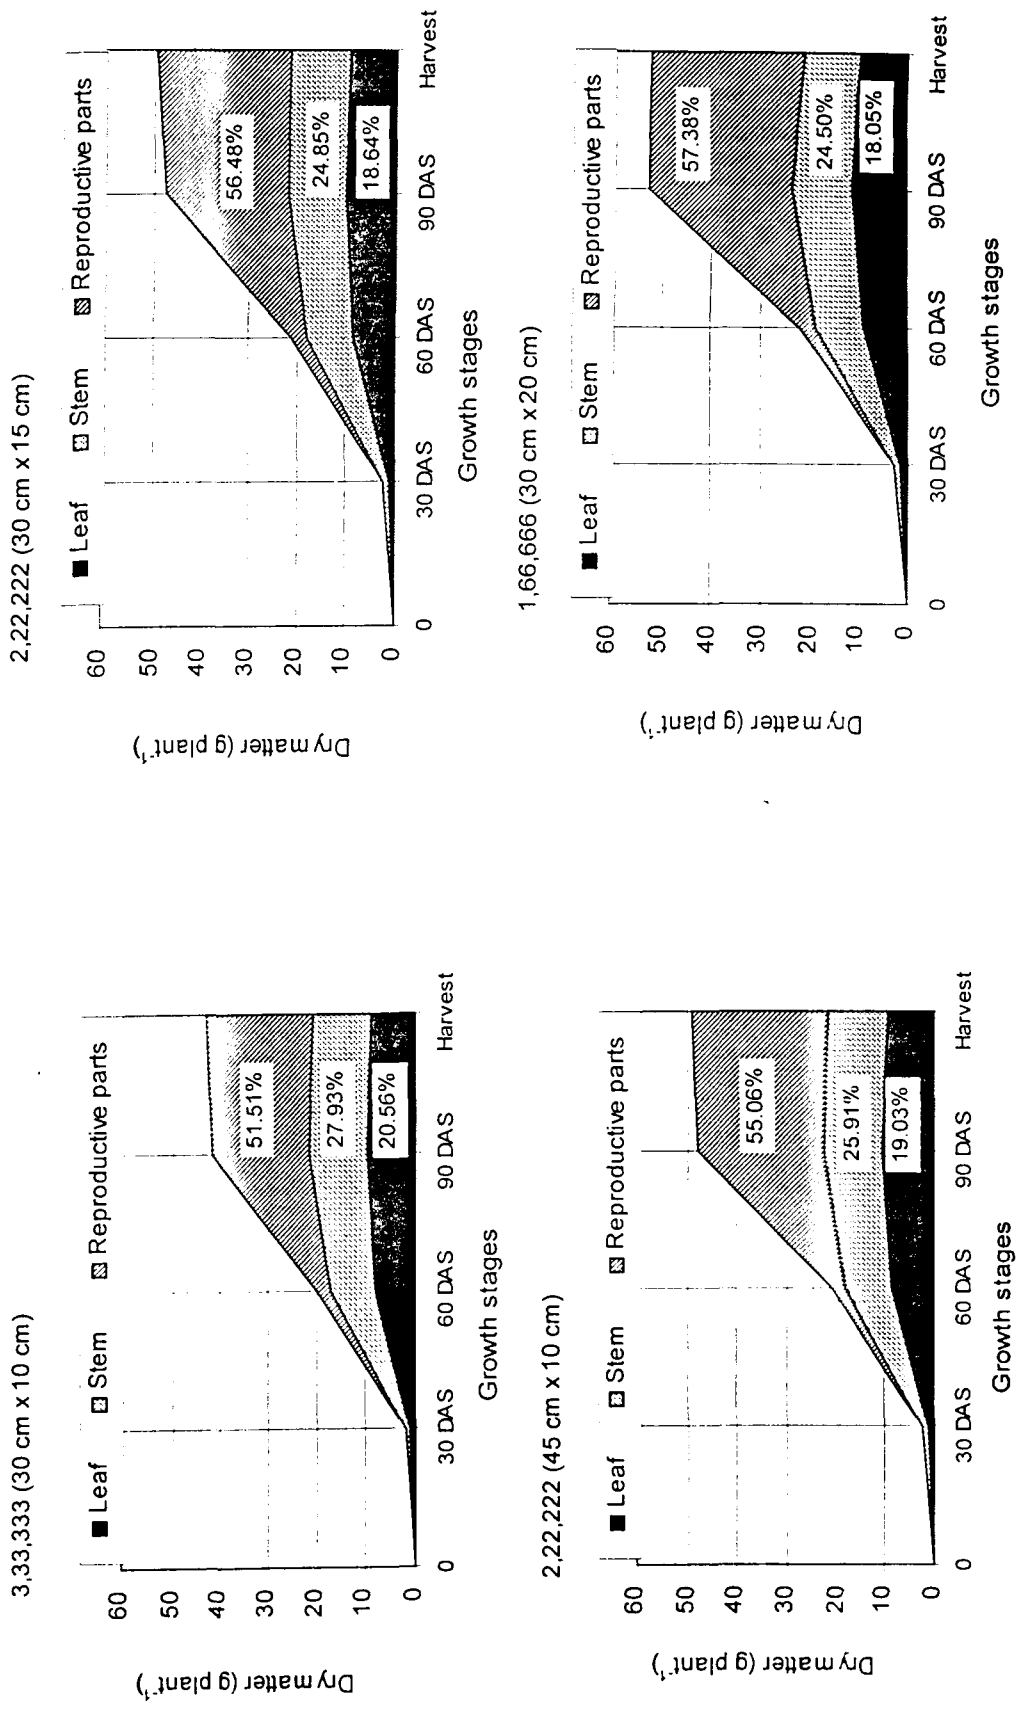 3,33,333 (30 cm x 10 cm)
Leaf Stem Reproductive parts
60
50
40
30
20
10
0
Dry matter (g plant⁻¹)
51.51%
27.93%
20.56%
0 30 DAS 60 DAS 90 DAS Harvest
Growth stages
2,22,222 (30 cm x 15 cm)
Leaf Stem Reproductive parts
60
50
40
30
20
10
0
Dry matter (g plant⁻¹)
56.48%
24.85%
18.64%
0 30 DAS 60 DAS 90 DAS Harvest
Growth stages
2,22,222 (45 cm x 10 cm)
Leaf Stem Reproductive parts
60
50
40
30
20
10
0
Dry matter (g plant⁻¹)
55.06%
25.91%
19.03%
0 30 DAS 60 DAS 90 DAS Harvest
Growth stages
1,66,666 (30 cm x 20 cm)
Leaf Stem Reproductive parts
60
50
40
30
20
10
0
Dry matter (g plant⁻¹)
57.38%
24.50%
18.05%
0 30 DAS 60 DAS 90 DAS Harvest
Growth stages